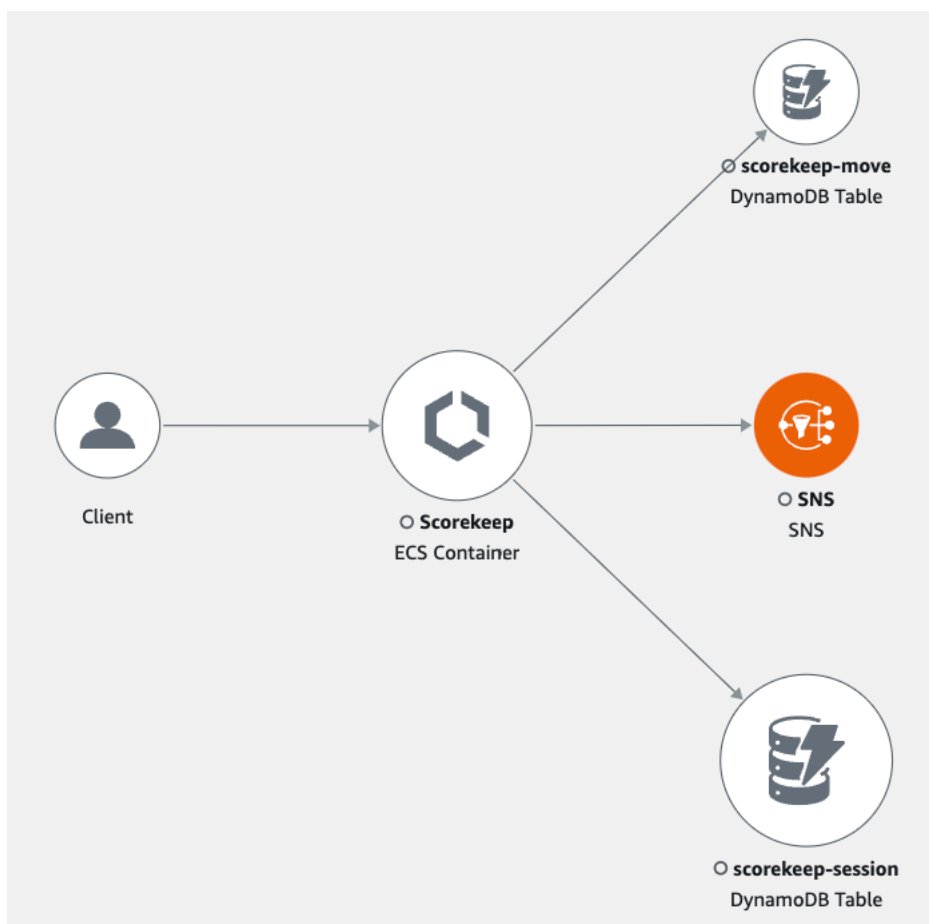 scorekeep-move
DynamoDB Table
Client
Scorekeep
ECS Container
SNS
SNS
scorekeep-session
DynamoDB Table